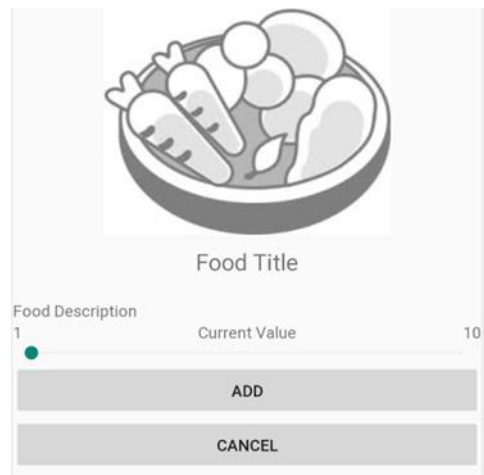 Food Title
Food Description
1 Current Value 10
ADD
CANCEL